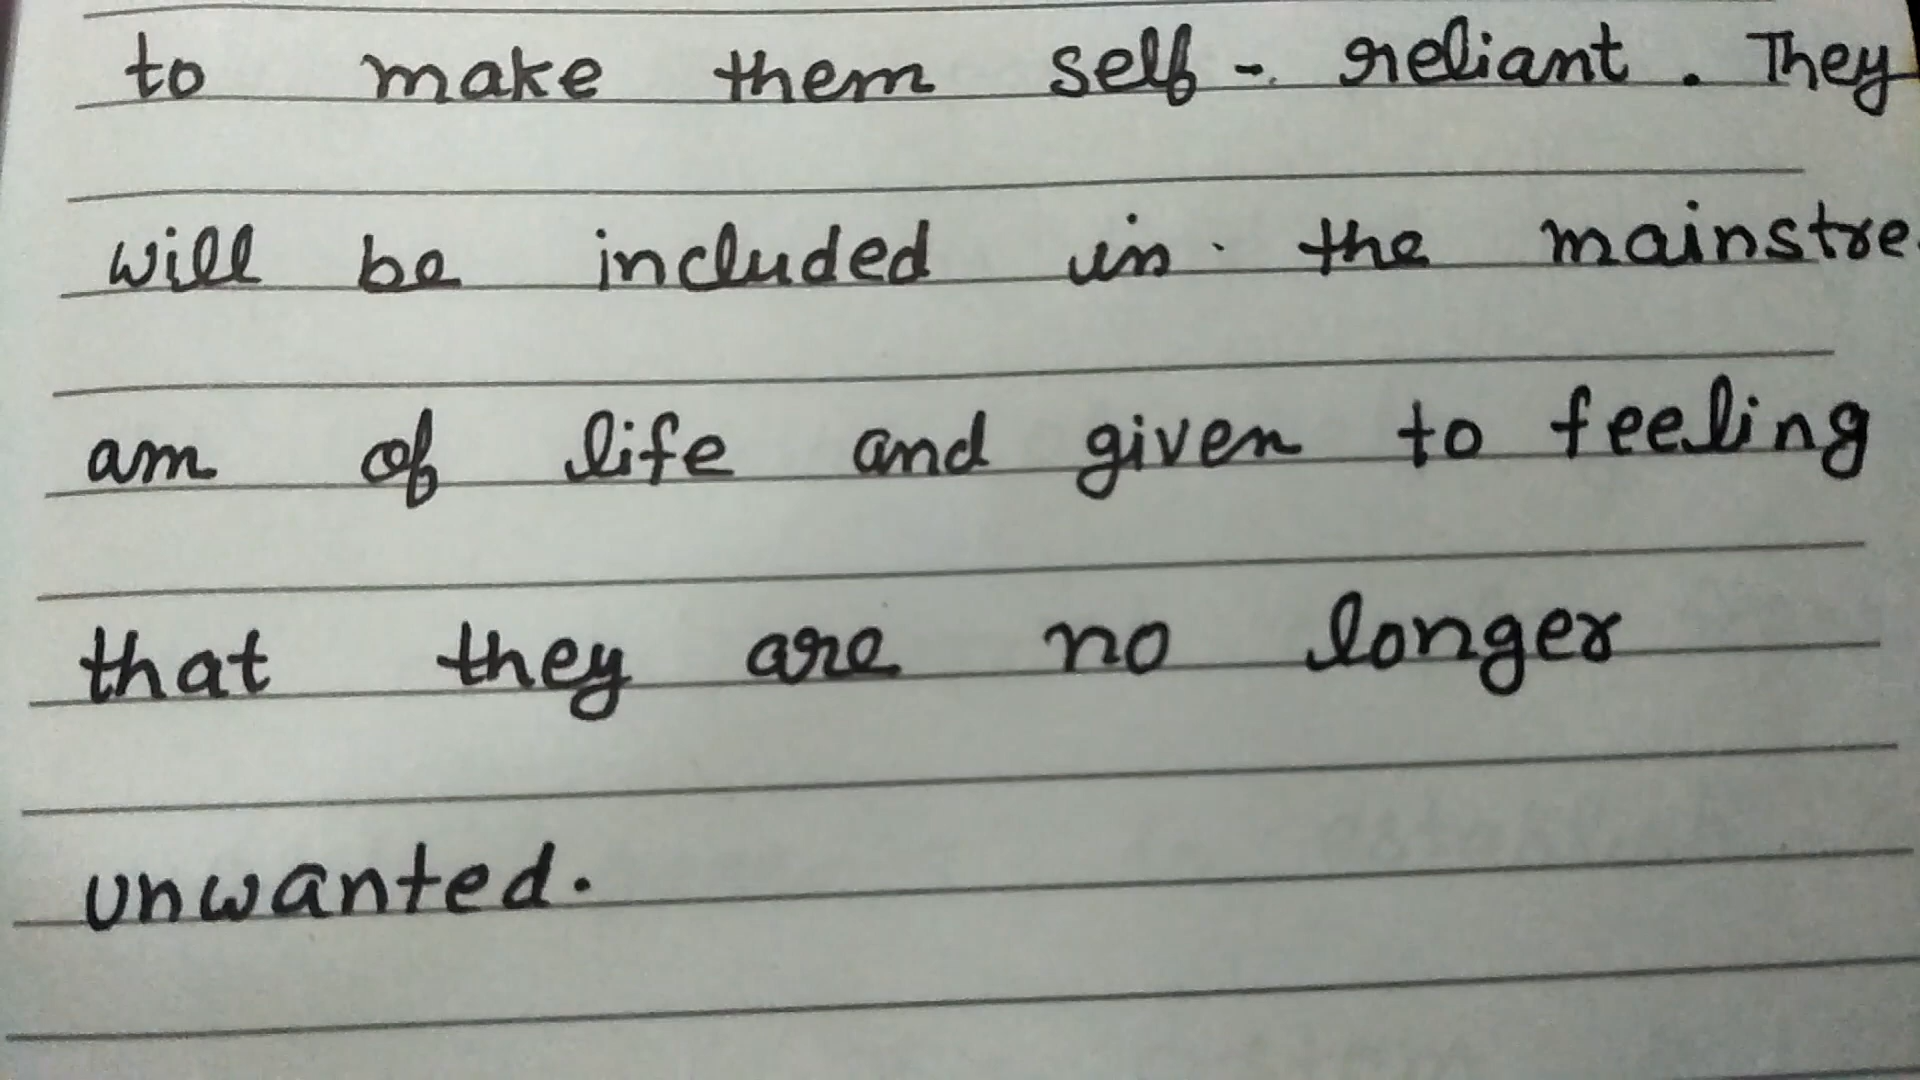 to make them self - reliant. They
will be included in the mainstre
am of life and given to feeling
that they are no longer
unwanted.